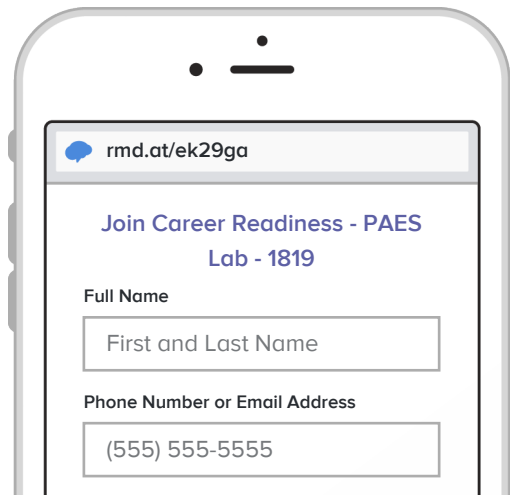 rmd.at/ek29ga
Join Career Readiness - PAES
Lab - 1819
Full Name
First and Last Name
Phone Number or Email Address
(555) 555-5555